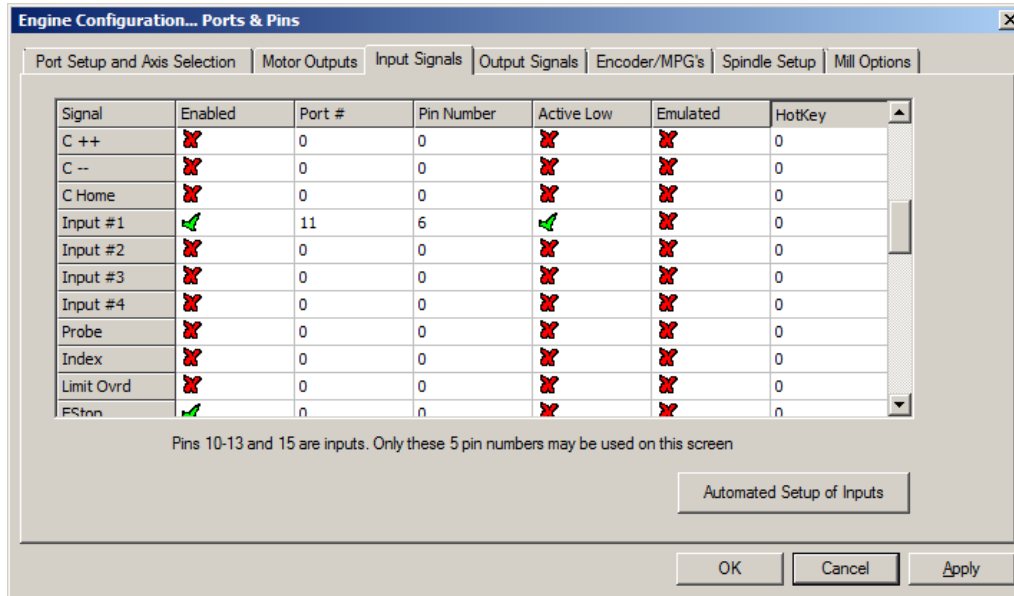 Engine Configuration... Ports & Pins
Port Setup and Axis Selection Motor Outputs Input Signals Output Signals Encoder/MPG's Spindle Setup Mill Options
Signal Enabled Port # Pin Number Active Low Emulated HotKey
C ++ 0 0 0
C -- 0 0 0
C Home 0 0 0
Input #1 11 6 0
Input #2 0 0 0
Input #3 0 0 0
Input #4 0 0 0
Probe 0 0 0
Index 0 0 0
Limit Ovrd 0 0 0
EStop 0 0 0
Pins 10-13 and 15 are inputs. Only these 5 pin numbers may be used on this screen
Automated Setup of Inputs
OK Cancel Apply